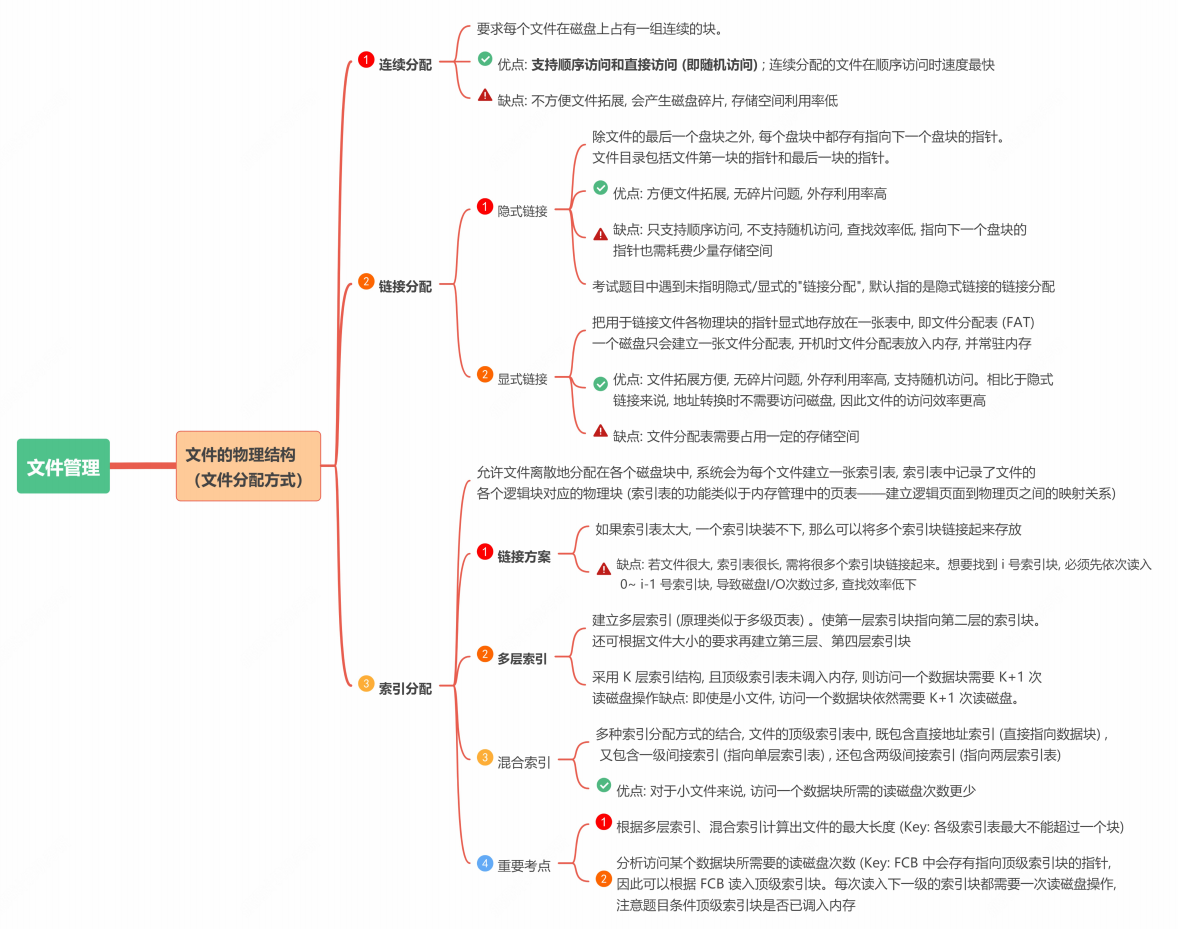 文件管理
文件的物理结构
（文件分配方式）
1 连续分配
要求每个文件在磁盘上占有一组连续的块。
优点: 支持顺序访问和直接访问 (即随机访问) ; 连续分配的文件在顺序访问时速度最快
缺点: 不方便文件拓展, 会产生磁盘碎片, 存储空间利用率低
2 链接分配
1 隐式链接
除文件的最后一个盘块之外, 每个盘块中都存有指向下一个盘块的指针。
文件目录包括文件第一块的指针和最后一块的指针。
优点: 方便文件拓展, 无碎片问题, 外存利用率高
缺点: 只支持顺序访问, 不支持随机访问, 查找效率低, 指向下一个盘块的
指针也需耗费少量存储空间
考试题目中遇到未指明隐式/显式的"链接分配", 默认指的是隐式链接的链接分配
2 显式链接
把用于链接文件各物理块的指针显式地存放在一张表中, 即文件分配表 (FAT)
一个磁盘只会建立一张文件分配表, 开机时文件分配表放入内存, 并常驻内存
优点: 文件拓展方便, 无碎片问题, 外存利用率高, 支持随机访问。相比于隐式
链接来说, 地址转换时不需要访问磁盘, 因此文件的访问效率更高
缺点: 文件分配表需要占用一定的存储空间
3 索引分配
允许文件离散地分配在各个磁盘块中, 系统会为每个文件建立一张索引表, 索引表中记录了文件的
各个逻辑块对应的物理块 (索引表的功能类似于内存管理中的页表——建立逻辑页面到物理页之间的映射关系)
1 链接方案
如果索引表太大, 一个索引块装不下, 那么可以将多个索引块链接起来存放
缺点: 若文件很大, 索引表很长, 需将很多个索引块链接起来。想要找到 i 号索引块, 必须先依次读入
0~ i-1 号索引块, 导致磁盘I/O次数过多, 查找效率低下
2 多层索引
建立多层索引 (原理类似于多级页表) 。使第一层索引块指向第二层的索引块。
还可根据文件大小的要求再建立第三层、第四层索引块
采用 K 层索引结构, 且顶级索引表未调入内存, 则访问一个数据块需要 K+1 次
读磁盘操作缺点: 即使是小文件, 访问一个数据块依然需要 K+1 次读磁盘。
3 混合索引
多种索引分配方式的结合, 文件的顶级索引表中, 既包含直接地址索引 (直接指向数据块) ,
又包含一级间接索引 (指向单层索引表) , 还包含两级间接索引 (指向两层索引表)
优点: 对于小文件来说, 访问一个数据块所需的读磁盘次数更少
4 重要考点
1 根据多层索引、混合索引计算出文件的最大长度 (Key: 各级索引表最大不能超过一个块)
2 分析访问某个数据块所需要的读磁盘次数 (Key: FCB 中会存有指向顶级索引块的指针,
因此可以根据 FCB 读入顶级索引块。每次读入下一级的索引块都需要一次读磁盘操作,
注意题目条件顶级索引块是否已调入内存